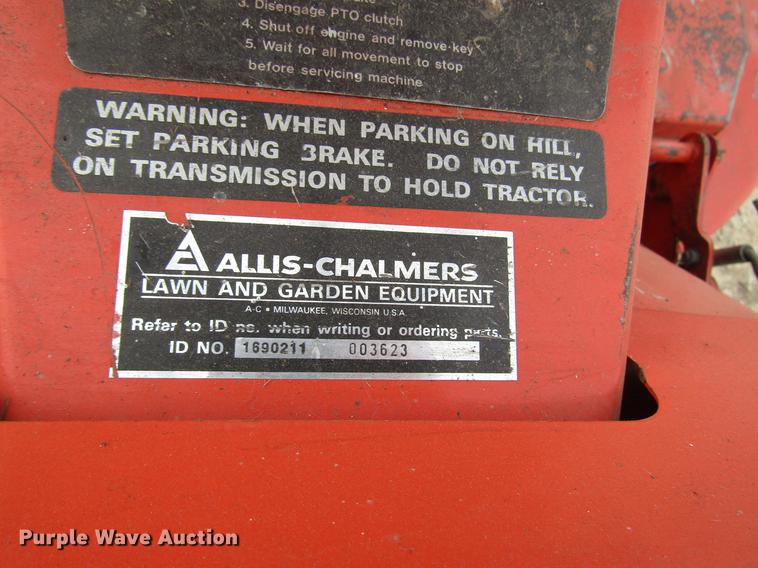 3. Disengage PTO clutch
4. Shut off engine and remove key
5. Wait for all movement to stop
before servicing machine
WARNING: WHEN PARKING ON HILL,
SET PARKING 3RAKE. DO NOT RELY
ON TRANSMISSION TO HOLD TRACTOR.
ALLIS-CHALMERS
LAWN AND GARDEN EQUIPMENT
A-C • MILWAUKEE, WISCONSIN U.S.A.
Refer to ID no. when writing or ordering parts.
ID NO. 1690211 003623
Purple Wave Auction